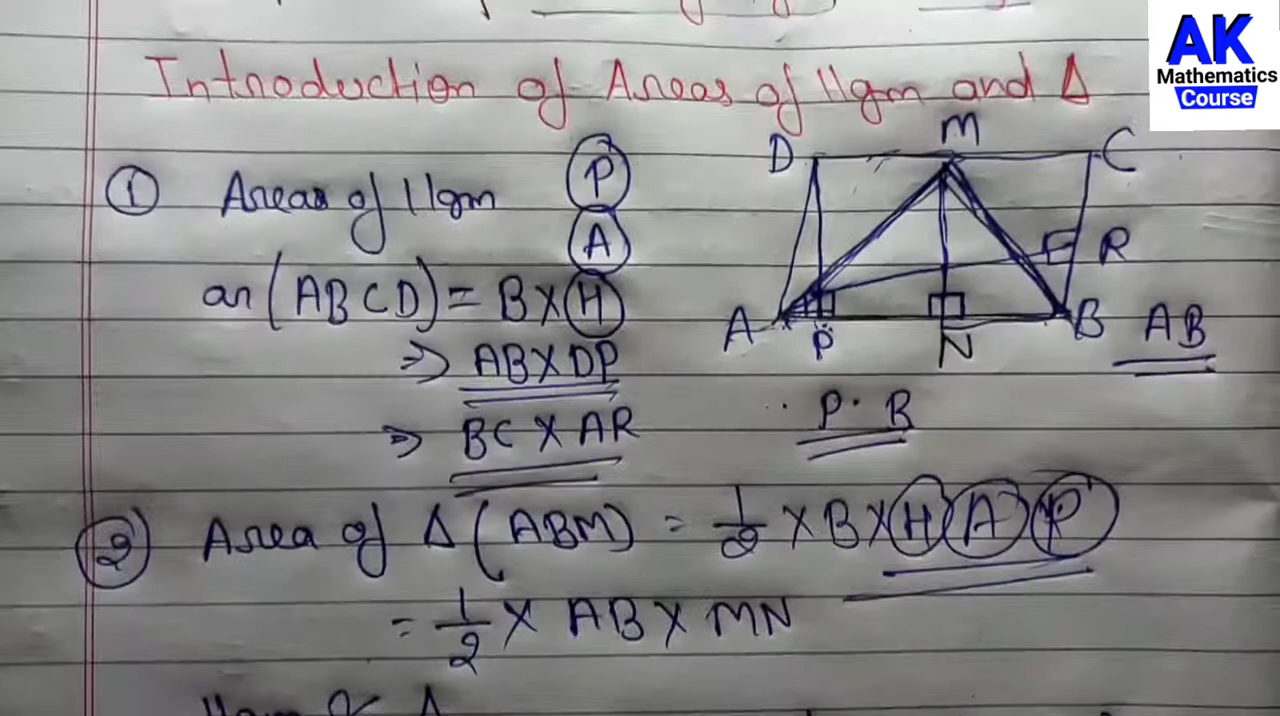 AK
Mathematics
Course
Introduction of Areas of ||gm and Δ
① Areas of ||gm P
A
ar(ABCD) = B×H
⇒ AB×DP
⇒ BC×AR
D M C
R
A P N B AB
P. B
② Area of Δ(ABM) = 1/2 × B × H A P
= 1/2 × AB × MN
||gm & Δ